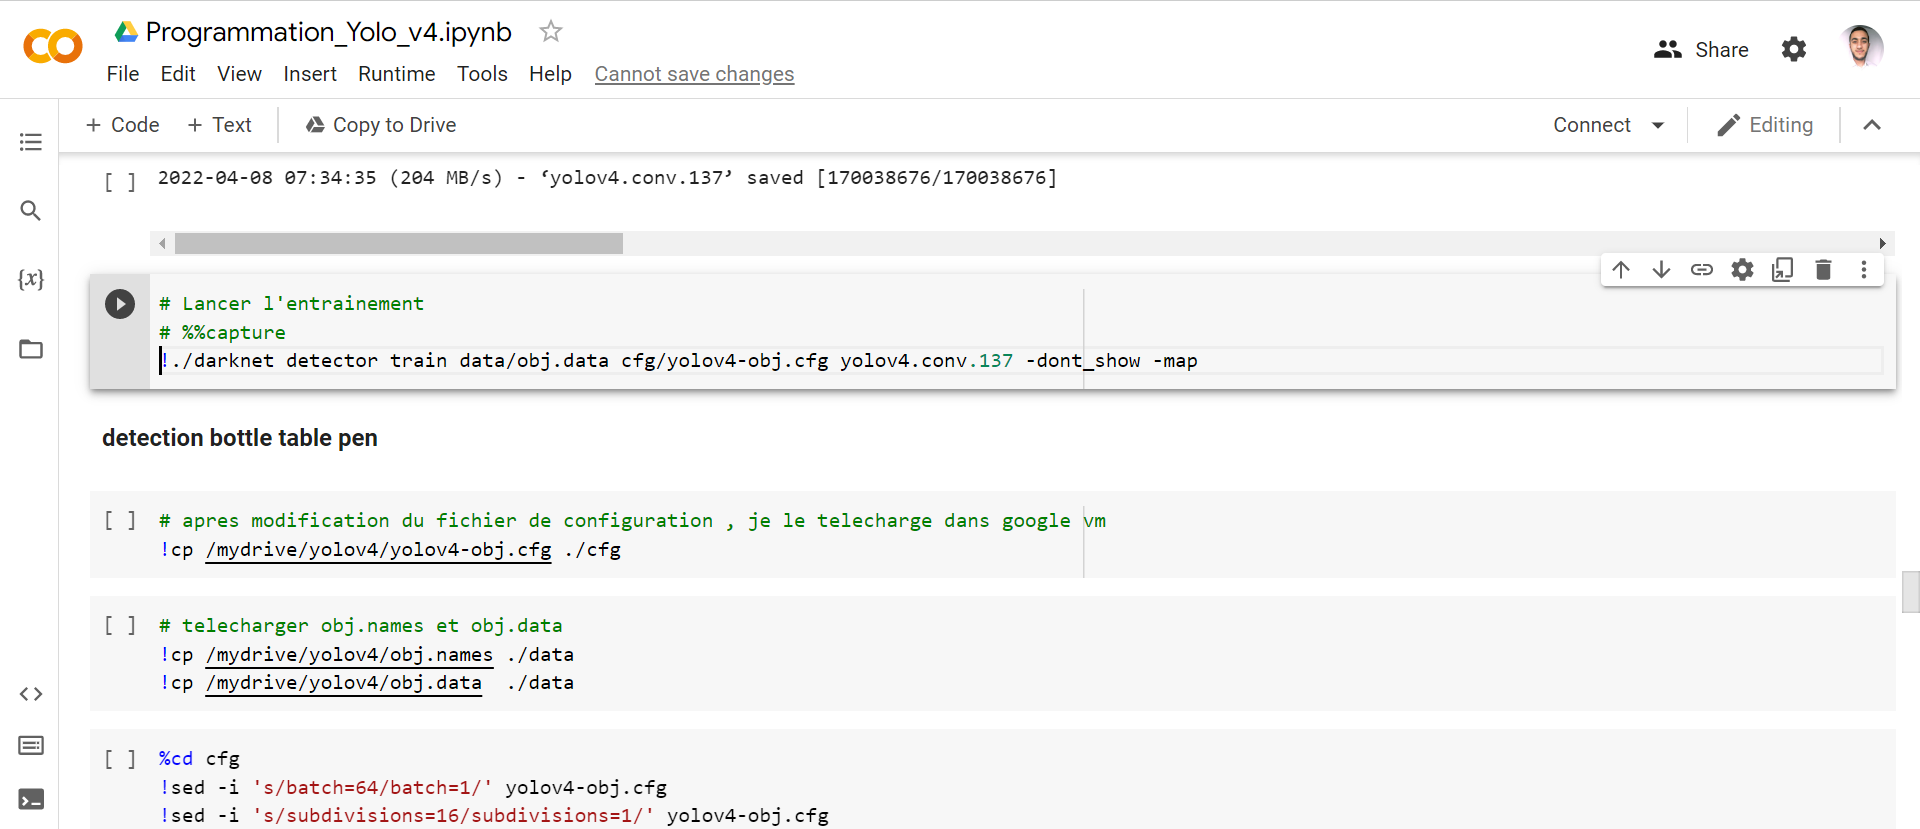 Programmation_Yolo_v4.ipynb
File Edit View Insert Runtime Tools Help Cannot save changes
Share
+ Code + Text Copy to Drive
Connect Editing
[ ] 2022-04-08 07:34:35 (204 MB/s) - ‘yolov4.conv.137’ saved [170038676/170038676]
{x}
# Lancer l'entrainement
# %%capture
!./darknet detector train data/obj.data cfg/yolov4-obj.cfg yolov4.conv.137 -dont_show -map
detection bottle table pen
[ ] # apres modification du fichier de configuration , je le telecharge dans google vm
!cp /mydrive/yolov4/yolov4-obj.cfg ./cfg
[ ] # telecharger obj.names et obj.data
!cp /mydrive/yolov4/obj.names ./data
!cp /mydrive/yolov4/obj.data ./data
[ ] %cd cfg
!sed -i 's/batch=64/batch=1/' yolov4-obj.cfg
!sed -i 's/subdivisions=16/subdivisions=1/' yolov4-obj.cfg